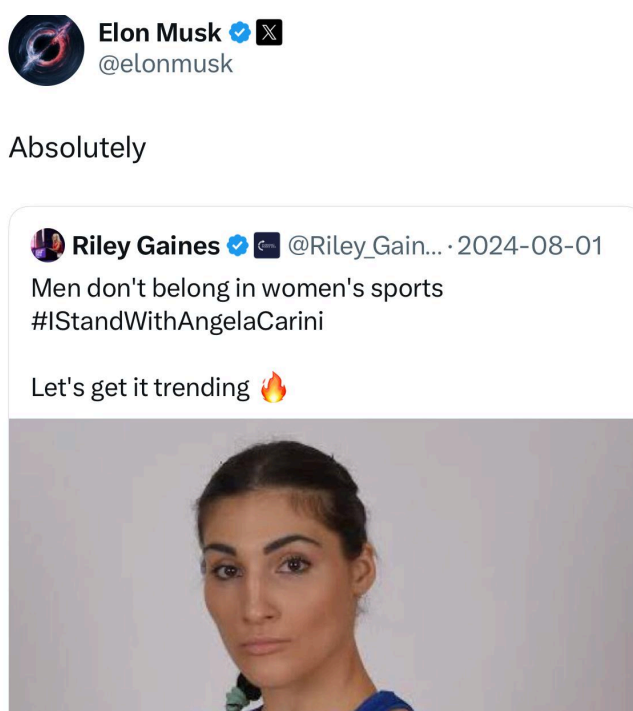 Elon Musk
@elonmusk
Absolutely
Riley Gaines @Riley_Gain... · 2024-08-01
Men don't belong in women's sports
#IStandWithAngelaCarini
Let's get it trending 🔥